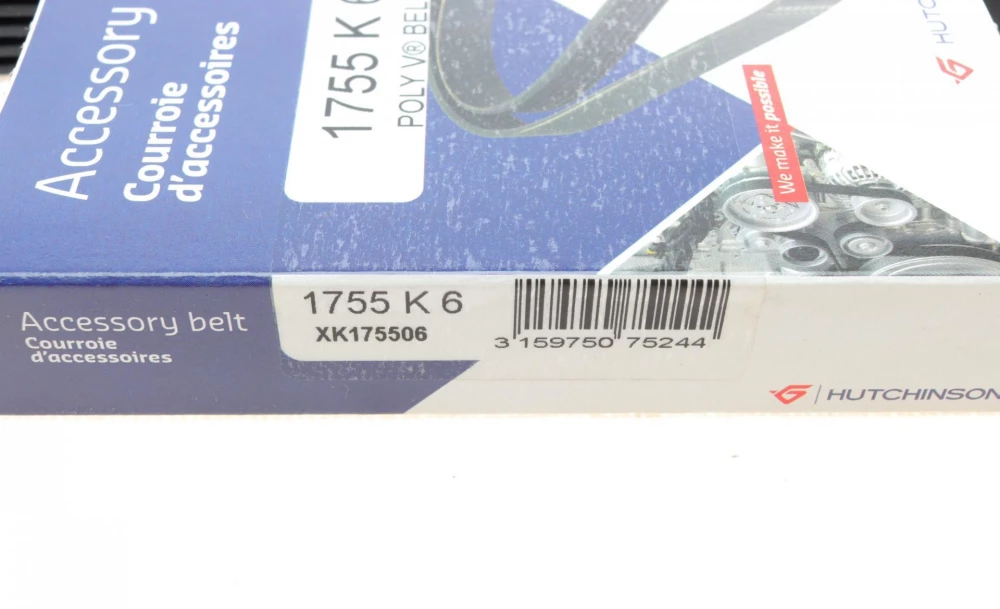 Accessory
Courroie
d'accessoires
1755 K 6
POLY V® BEL
We make it possible
HUTC
Accessory belt
Courroie
d'accessoires
1755 K 6
XK175506
3 159750 75244
HUTCHINSON